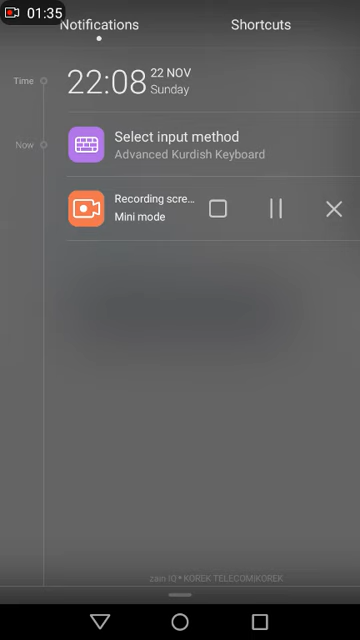 01:35
Notifications
Shortcuts
Time
22:08
22 NOV
Sunday
Now
Select input method
Advanced Kurdish Keyboard
Recording scre...
Mini mode
zain IQ • KOREK TELECOM|KOREK